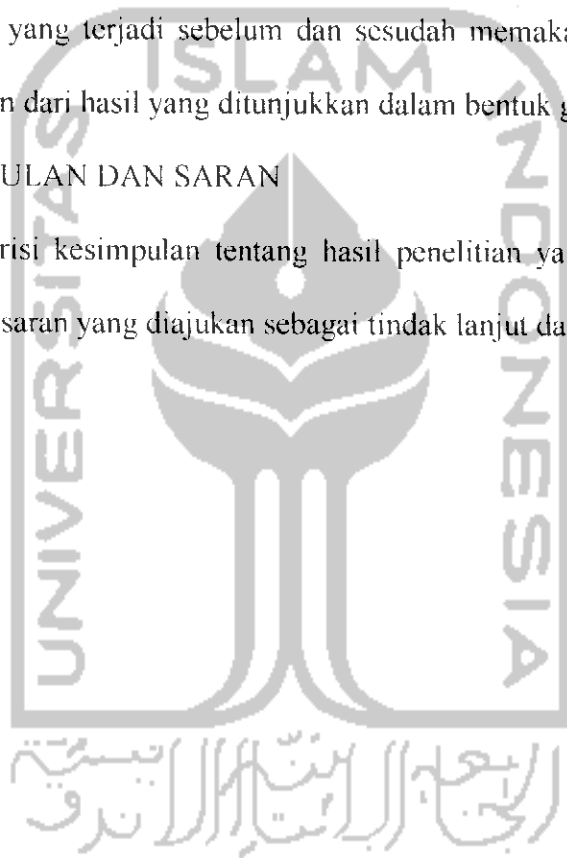 yang terjadi sebelum dan sesudah memaka
n dari hasil yang ditunjukkan dalam bentuk g
ULAN DAN SARAN
risi kesimpulan tentang hasil penelitian ya
saran yang diajukan sebagai tindak lanjut da
ISLAM
UNIVERSITAS
INDONESIA